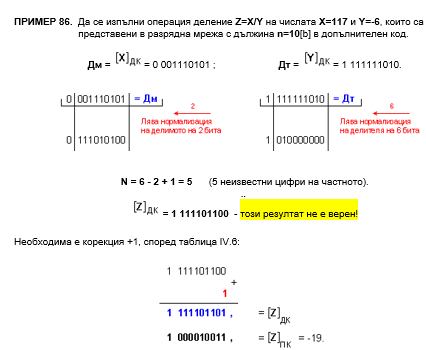 ПРИМЕР 86. Да се изпълни операция деление Z=X/Y на числата X=117 и Y=-6, които са
представени в разрядна мрежа с дължина n=10[b] в допълнителен код.
Дм = [X]ДК = 0 001110101 ; Дт = [Y]ДК = 1 111111010.
0 001110101 = Дм 1 111111010 = Дт
2 6
Лява нормализация Лява нормализация
на делимото на 2 бита на делителя на 6 бита
0 111010100 1 010000000
N = 6 - 2 + 1 = 5 (5 неизвестни цифри на частното).
[Z]ДК = 1 111101100 - този резултат не е верен!
Необходима е корекция +1, според таблица IV.6:
1 111101100
+
1
1 111101101 , = [Z]ДК
1 000010011 , = [Z]ПК = -19.